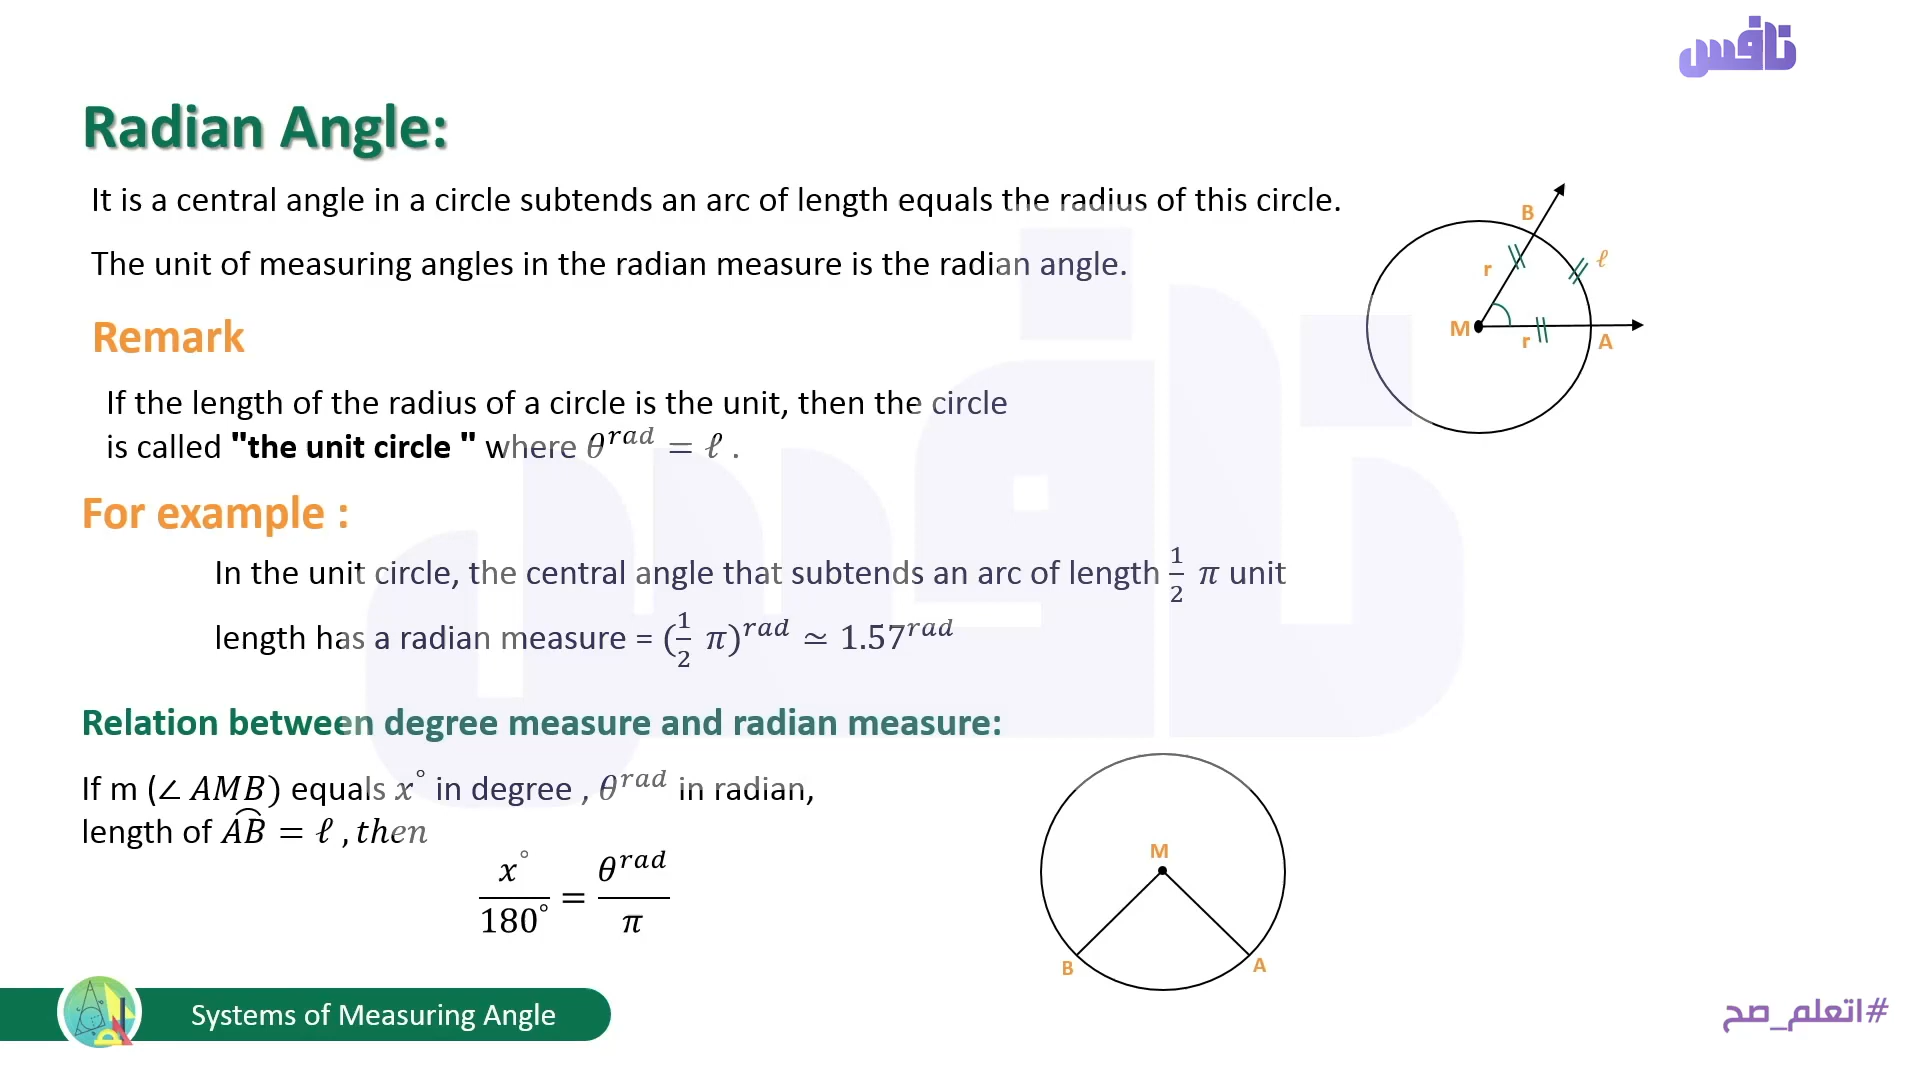 نافس
Radian Angle:
It is a central angle in a circle subtends an arc of length equals the radius of this circle.
The unit of measuring angles in the radian measure is the radian angle.
B
r
ℓ
M
r
A
Remark
If the length of the radius of a circle is the unit, then the circle
is called "the unit circle " where θ^rad = ℓ .
For example :
In the unit circle, the central angle that subtends an arc of length 1/2 π unit
length has a radian measure = (1/2 π)^rad ≃ 1.57^rad
Relation between degree measure and radian measure:
If m (∠ AMB) equals x° in degree , θ^rad in radian,
length of A͡B = ℓ , then
x°/180° = θ^rad/π
M
B
A
Systems of Measuring Angle
#اتعلم_صح